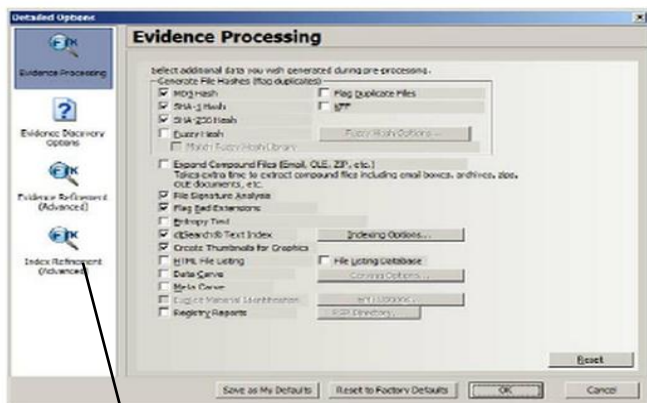 Detailed Options
Evidence Processing
Evidence Discovery
Options
Evidence Refinement
(Advanced)
Index Refinement
(Advanced)
Evidence Processing
Select additional data you wish generated during pre-processing.
Generate File Hashes (flag duplicates)
MD5 Hash
Flag Duplicate Files
SHA-1 Hash
KFF
SHA-256 Hash
Fuzzy Hash
Fuzzy Hash Options...
Match Fuzzy Hash Library
Expand Compound Files (Email, OLE, ZIP, etc.)
Takes extra time to extract compound files including email boxes, archives, zips,
OLE documents, etc.
File Signature Analysis
Flag Bad Extensions
Entropy Test
dtSearch® Text Index
Indexing Options...
Create Thumbnails for Graphics
HTML File Listing
File Listing Database
Data Carve
Carving Options...
Meta Carve
Explicit Material Identification
Options...
Registry Reports
RSR Directory...
Reset
Save as My Defaults
Reset to Factory Defaults
OK
Cancel